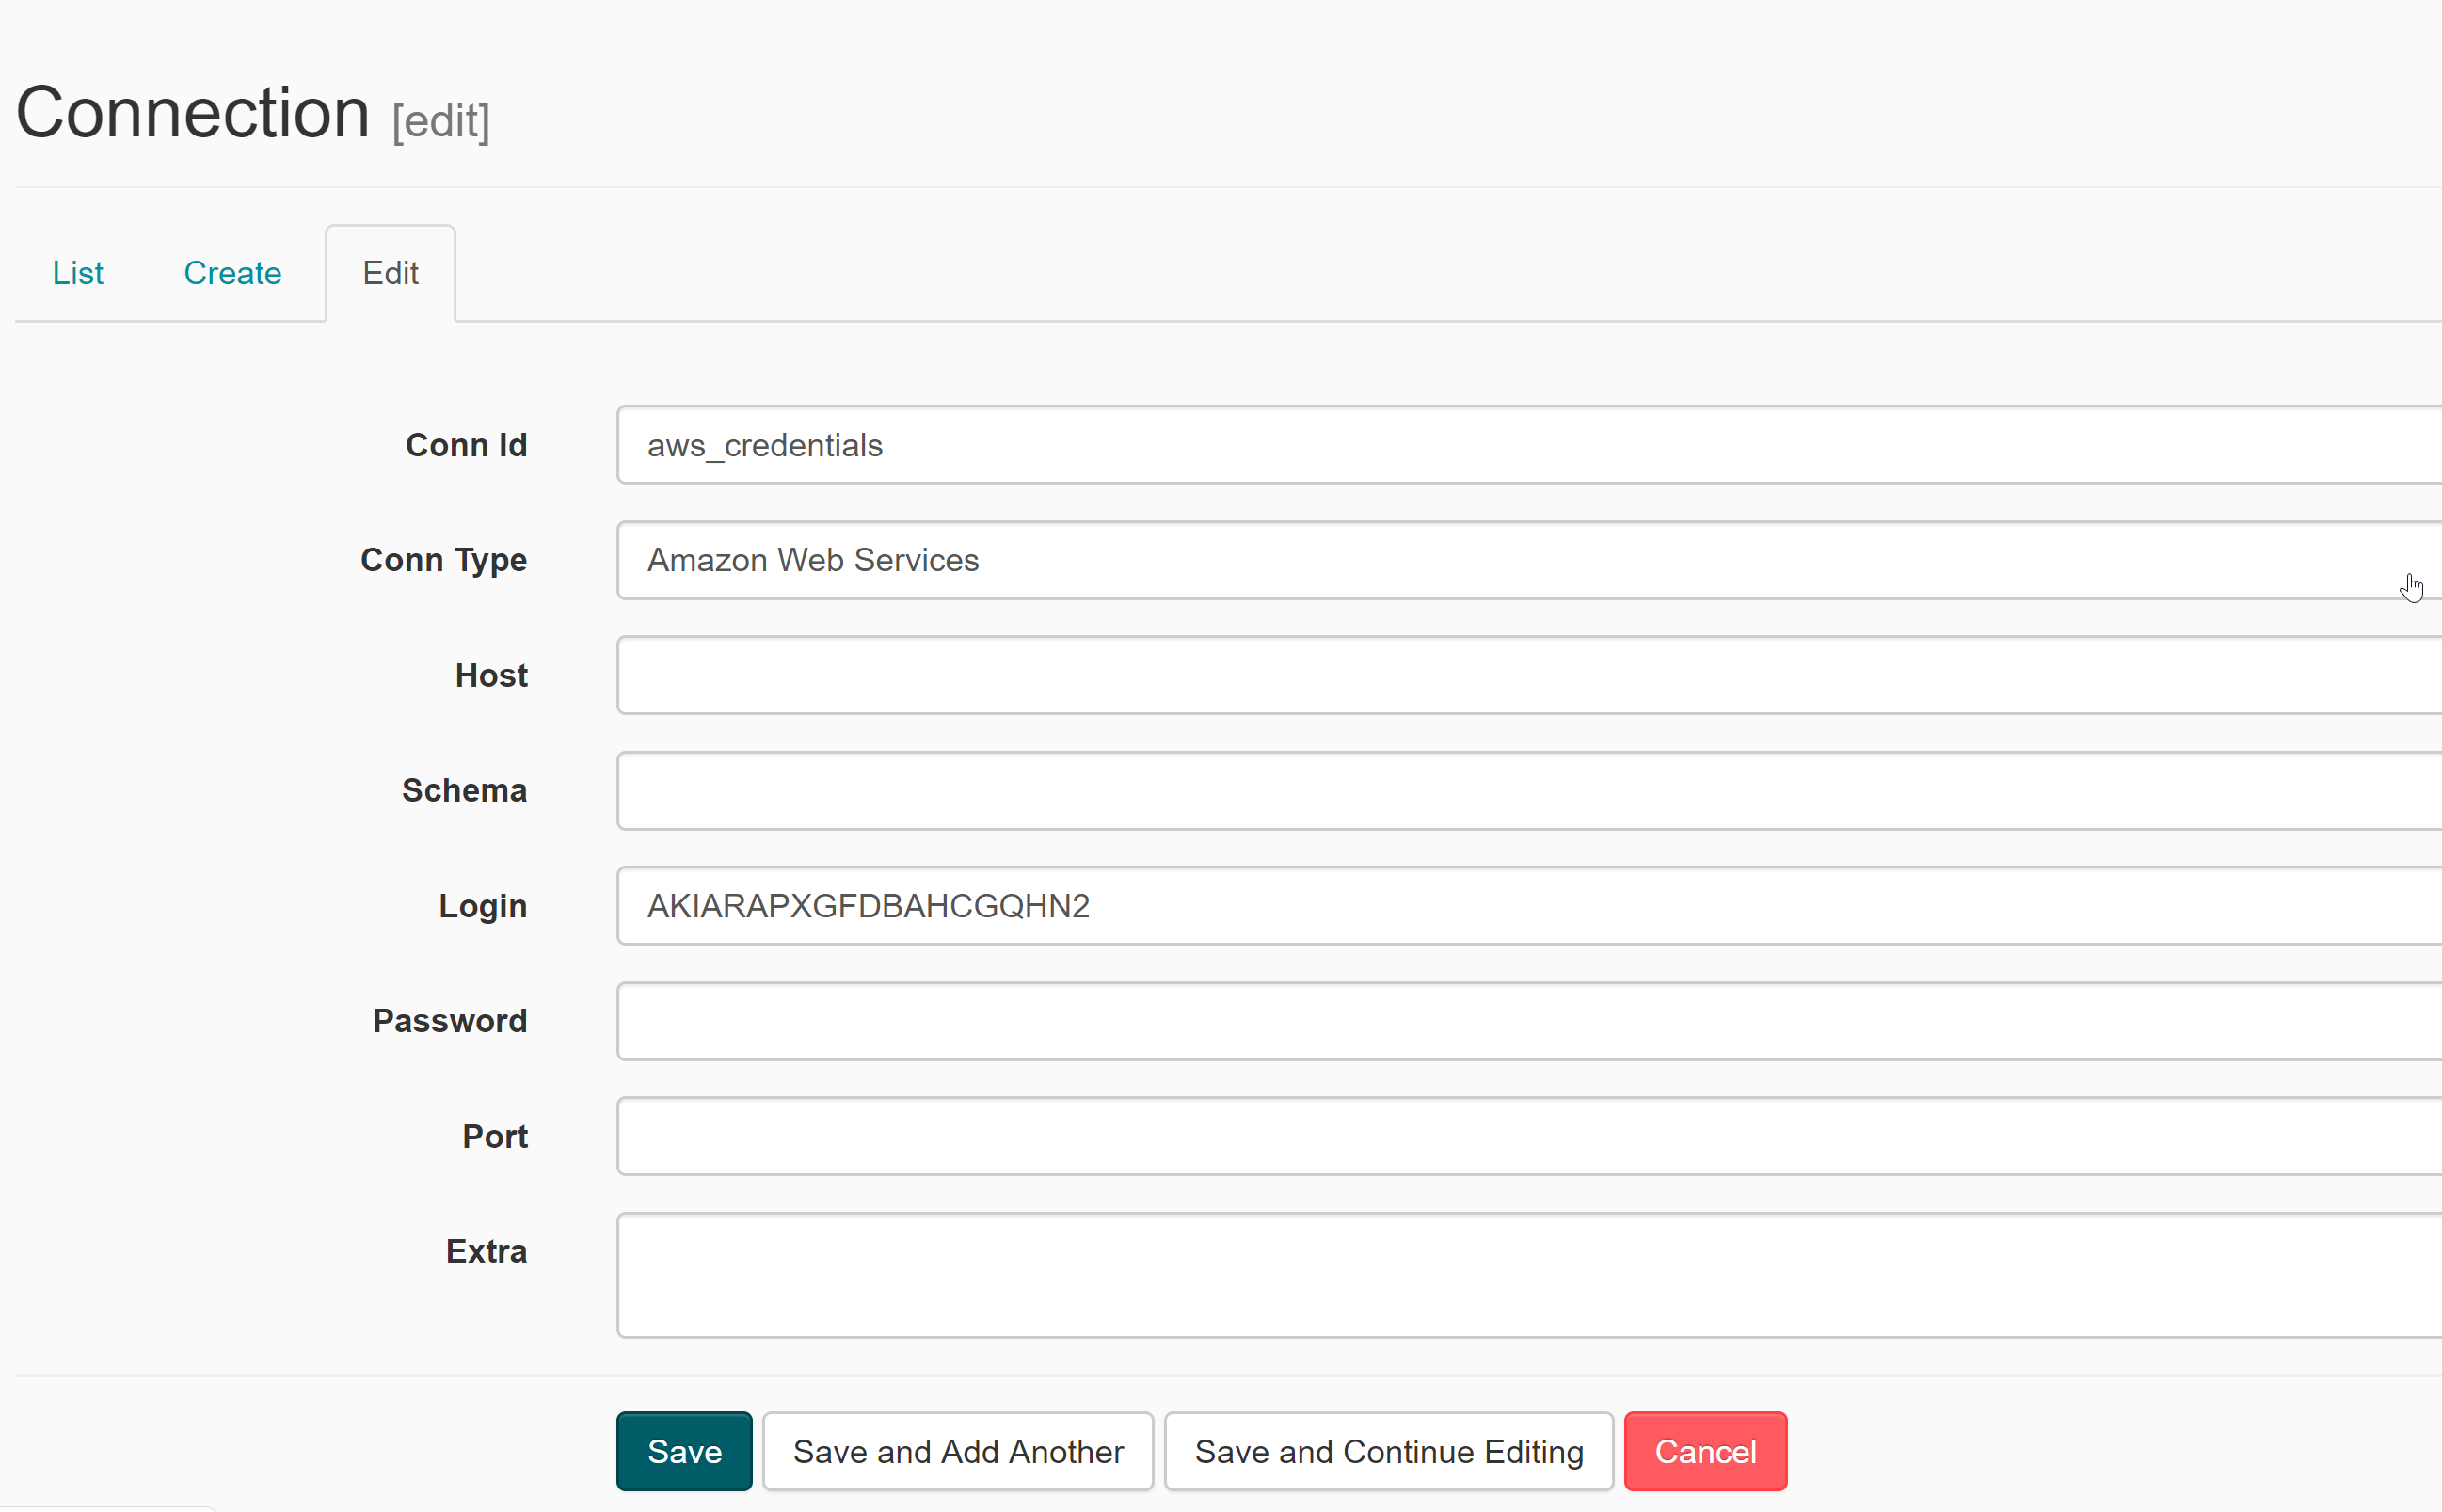 Connection [edit]
List Create Edit
Conn Id aws_credentials
Conn Type Amazon Web Services
Host
Schema
Login AKIARAPXGFDBAHCGQHN2
Password
Port
Extra
Save Save and Add Another Save and Continue Editing Cancel